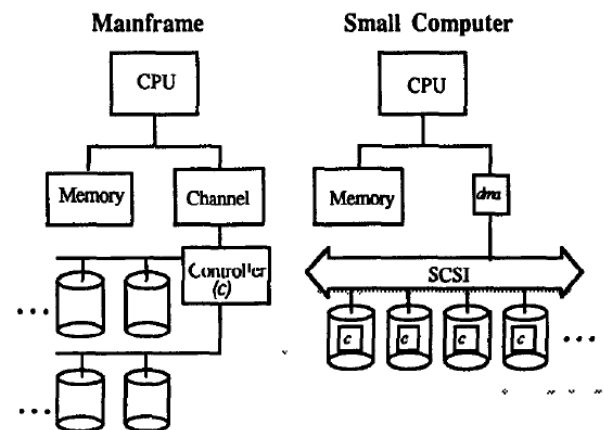 Mainframe
CPU
Memory
Channel
Controller
(c)
...
...
Small Computer
CPU
Memory
dma
SCSI
c
c
c
c
...